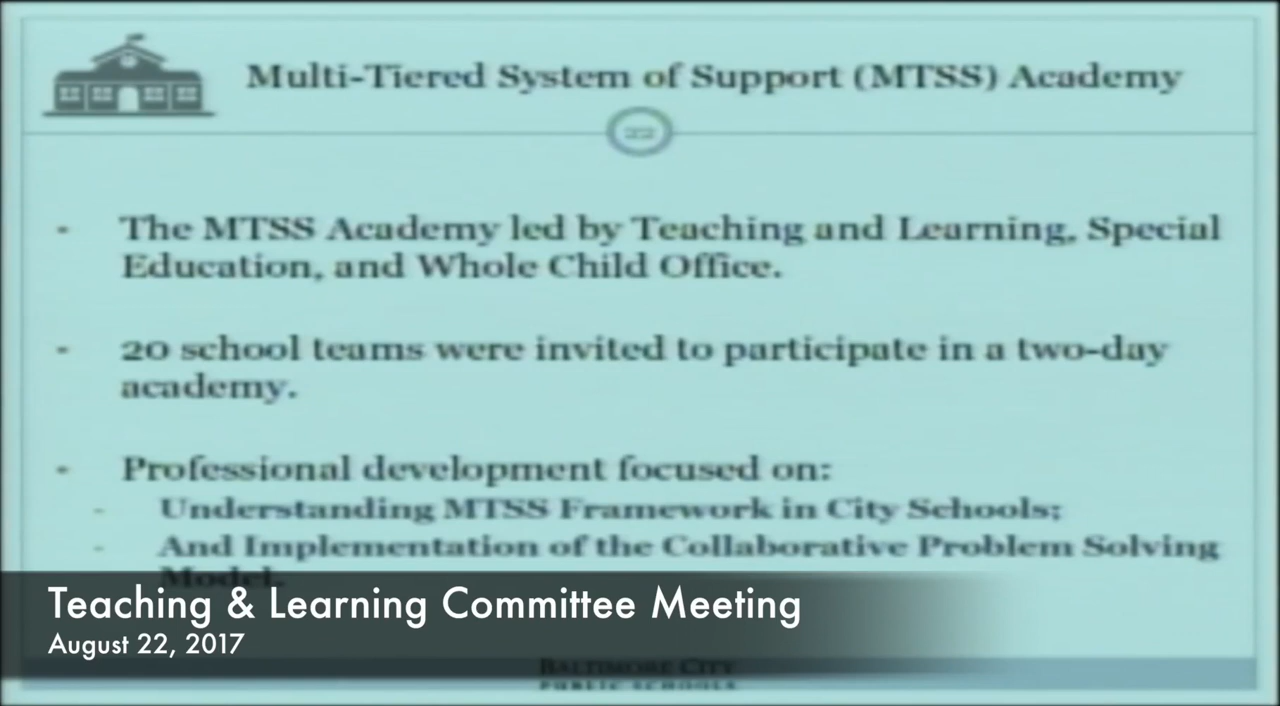 Multi-Tiered System of Support (MTSS) Academy
22
- The MTSS Academy led by Teaching and Learning, Special
Education, and Whole Child Office.
- 20 school teams were invited to participate in a two-day
academy.
- Professional development focused on:
- Understanding MTSS Framework in City Schools;
- And Implementation of the Collaborative Problem Solving
Model.
Teaching & Learning Committee Meeting
August 22, 2017
BALTIMORE CITY
PUBLIC SCHOOLS